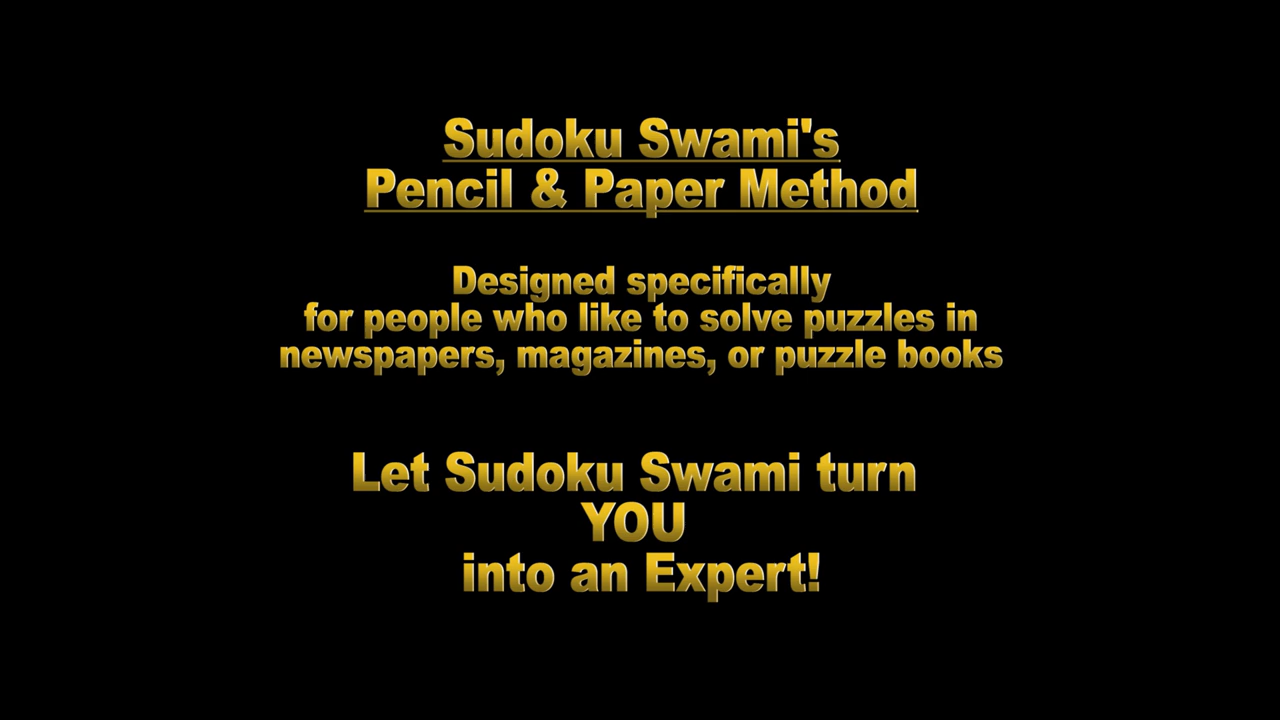 Sudoku Swami's
Pencil & Paper Method
Designed specifically
for people who like to solve puzzles in
newspapers, magazines, or puzzle books
Let Sudoku Swami turn
YOU
into an Expert!